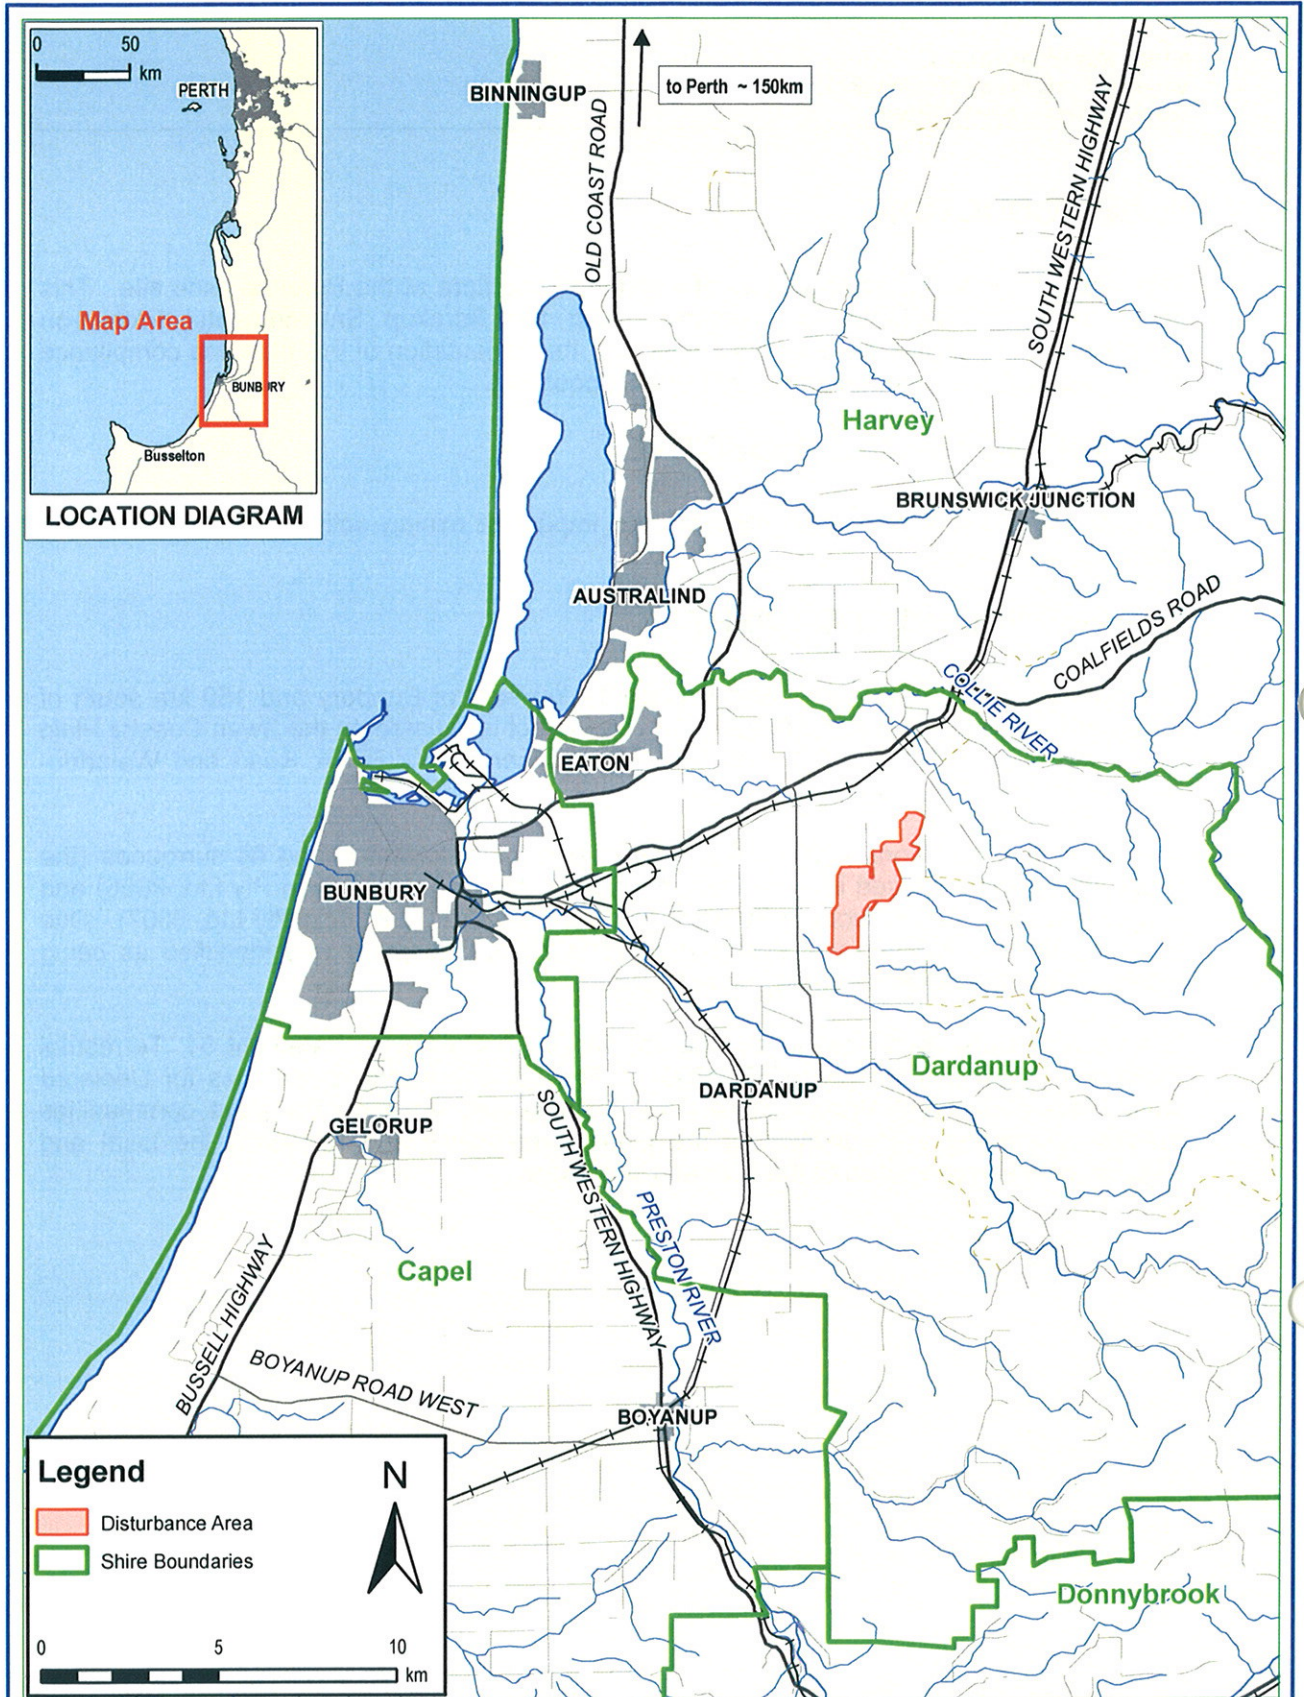 0 50
km
PERTH
Map Area
BUNBURY
Busselton
LOCATION DIAGRAM
BINNINGUP
to Perth ~ 150km
OLD COAST ROAD
SOUTH WESTERN HIGHWAY
Harvey
BRUNSWICK JUNCTION
AUSTRALIND
COALFIELDS ROAD
COLLIE RIVER
EATON
BUNBURY
Dardanup
DARDANUP
GELORUP
SOUTH WESTERN HIGHWAY
PRESTON RIVER
Capel
BUSSELL HIGHWAY
BOYANUP ROAD WEST
BOYANUP
Donnybrook
Legend
N
Disturbance Area
Shire Boundaries
0 5 10
km